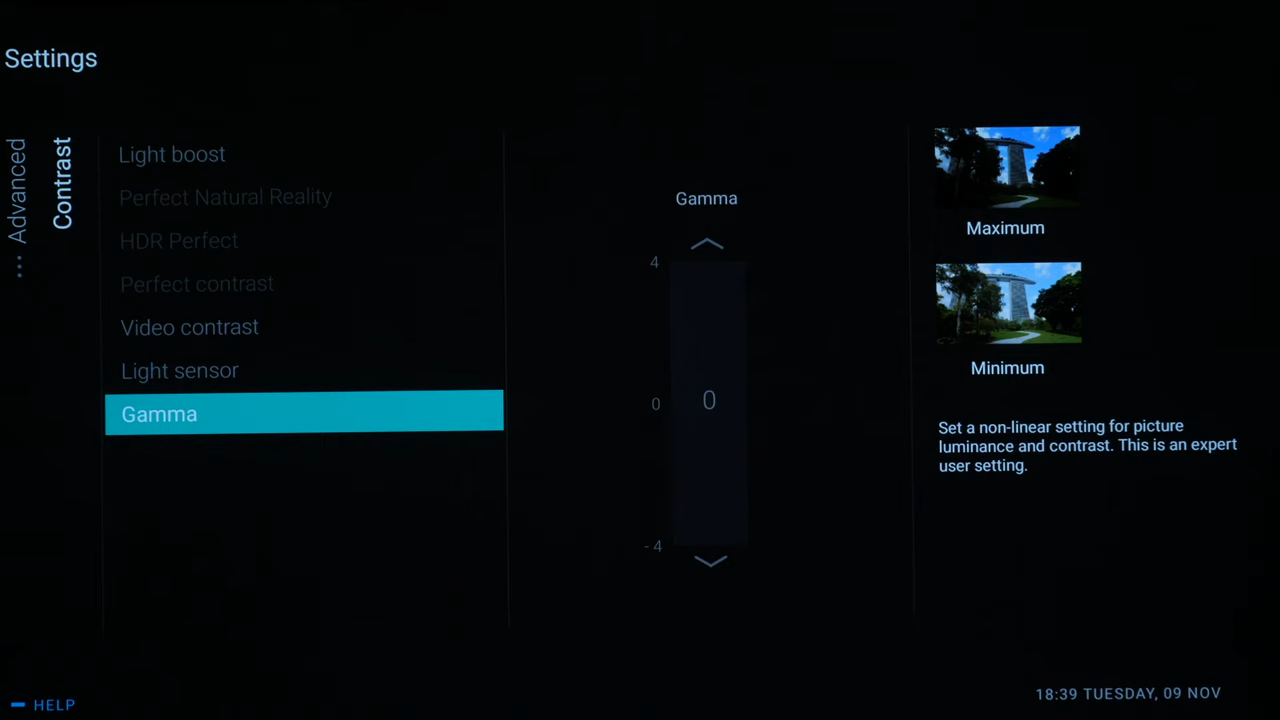 Settings
Advanced
Contrast
Light boost
Perfect Natural Reality
HDR Perfect
Perfect contrast
Video contrast
Light sensor
Gamma
Gamma
4
0
0
- 4
Maximum
Minimum
Set a non-linear setting for picture
luminance and contrast. This is an expert
user setting.
HELP
18:39 TUESDAY, 09 NOV